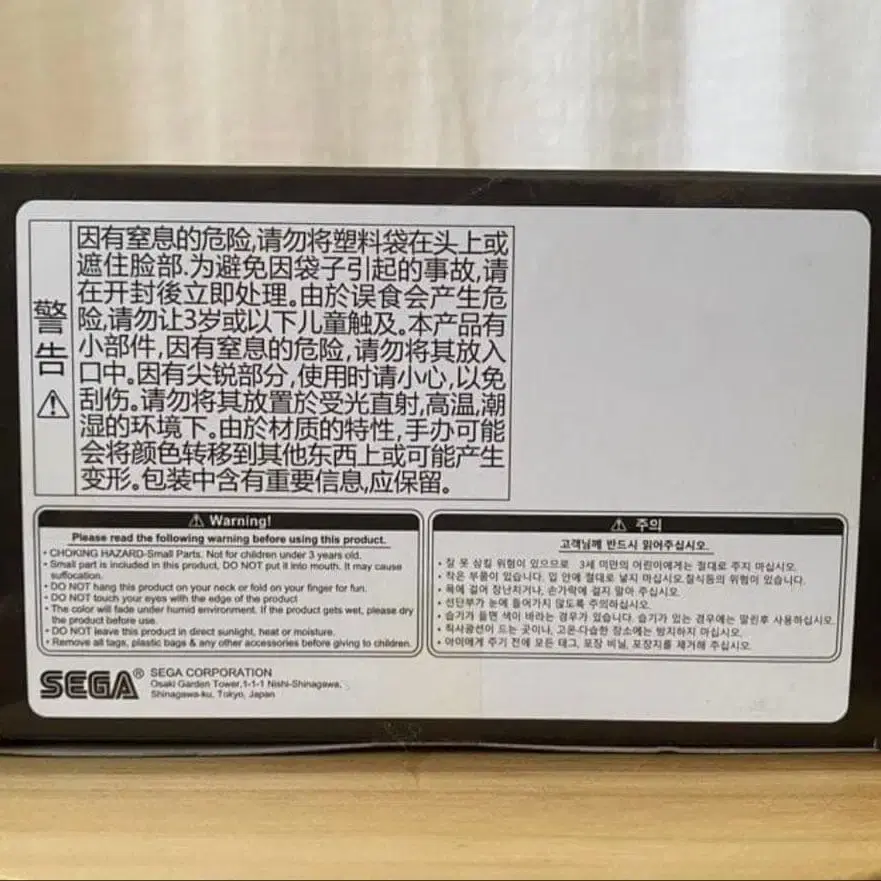 警告
因有窒息的危险,请勿将塑料袋在头上或
遮住脸部.为避免因袋子引起的事故,请
在开封後立即处理。由於误食会产生危
险,请勿让3岁或以下儿童触及。本产品有
小部件,因有窒息的危险,请勿将其放入
口中。因有尖锐部分,使用时请小心,以免
刮伤。请勿将其放置於受光直射,高温,潮
湿的环境下。由於材质的特性,手办可能
会将颜色转移到其他东西上或可能产生
变形。包装中含有重要信息,应保留。
Warning!
Please read the following warning before using this product.
• CHOKING HAZARD-Small Parts. Not for children under 3 years old.
• Small part is included in this product, DO NOT put it into mouth. It may cause
suffocation.
• DO NOT hang this product on your neck or fold on your finger for fun.
• DO NOT touch your eyes with the edge of the product
• The color will fade under humid environment. If the product gets wet, please dry
the product before use.
• DO NOT leave this product in direct sunlight, heat or moisture.
• Remove all tags, plastic bags & any other accessories before giving to children.
주의
고객님께 반드시 읽어주십시오.
• 잘 못 삼킬 위험이 있으므로 3세 미만의 어린이에게는 절대로 주지 마십시오.
• 작은 부품이 있습니다. 입 안에 절대로 넣지 마십시오.질식등의 위험이 있습니다.
• 목에 걸어 장난치거나, 손가락에 걸지 말아 주십시오.
• 선단부가 눈에 들어가지 않도록 주의하십시오.
• 습기가 들면 색이 바라는 경우가 있습니다. 습기가 있는 경우에는 말린후 사용하십시오.
• 직사광선이 드는 곳이나, 고온·다습한 장소에는 방치하지 마십시오.
• 아이에게 주기 전에 모든 태그, 포장 비닐, 포장지를 제거해 주십시오.
SEGA® SEGA CORPORATION
Osaki Garden Tower,1-1-1 Nishi-Shinagawa,
Shinagawa-ku, Tokyo, Japan